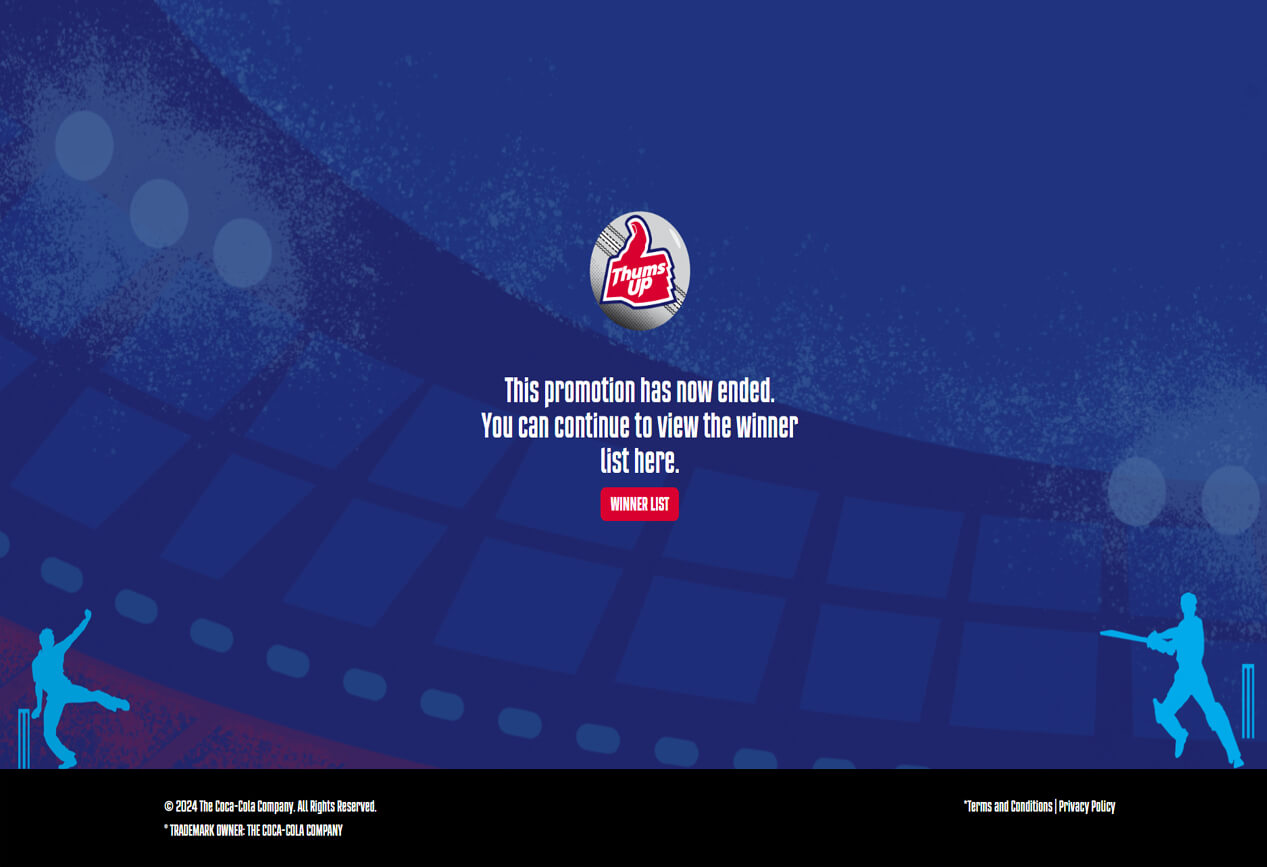 Thums
Up
This promotion has now ended.
You can continue to view the winner
list here.
WINNER LIST
© 2024 The Coca-Cola Company. All Rights Reserved.
* TRADEMARK OWNER: THE COCA-COLA COMPANY
*Terms and Conditions | Privacy Policy